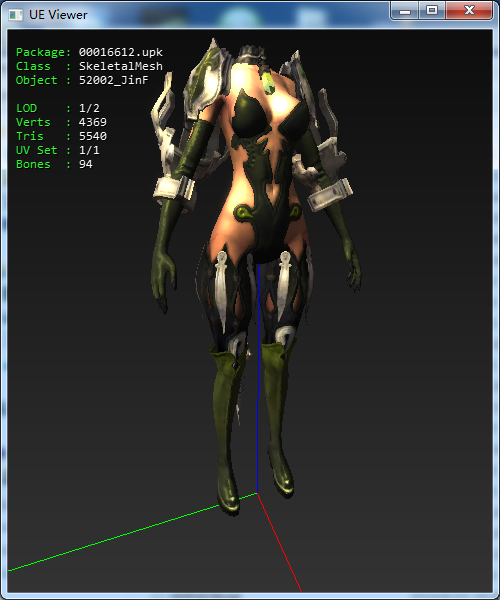 UE Viewer
Package: 00016612.upk
Class : SkeletalMesh
Object : 52002_JinF
LOD : 1/2
Verts : 4369
Tris : 5540
UV Set : 1/1
Bones : 94